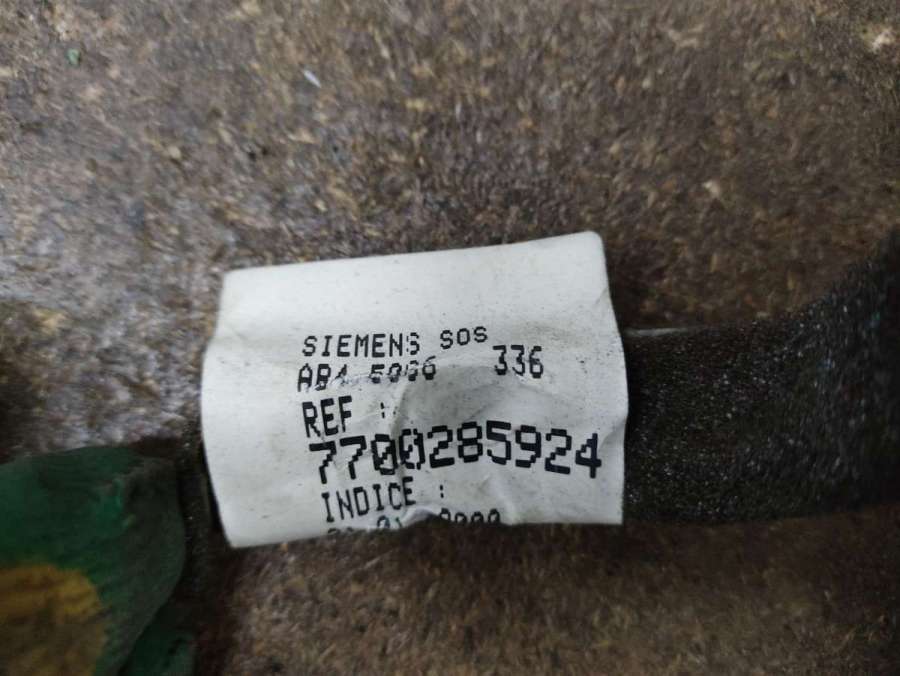 SIEMENS SOS
336
REF :
7700285924
INDICE :